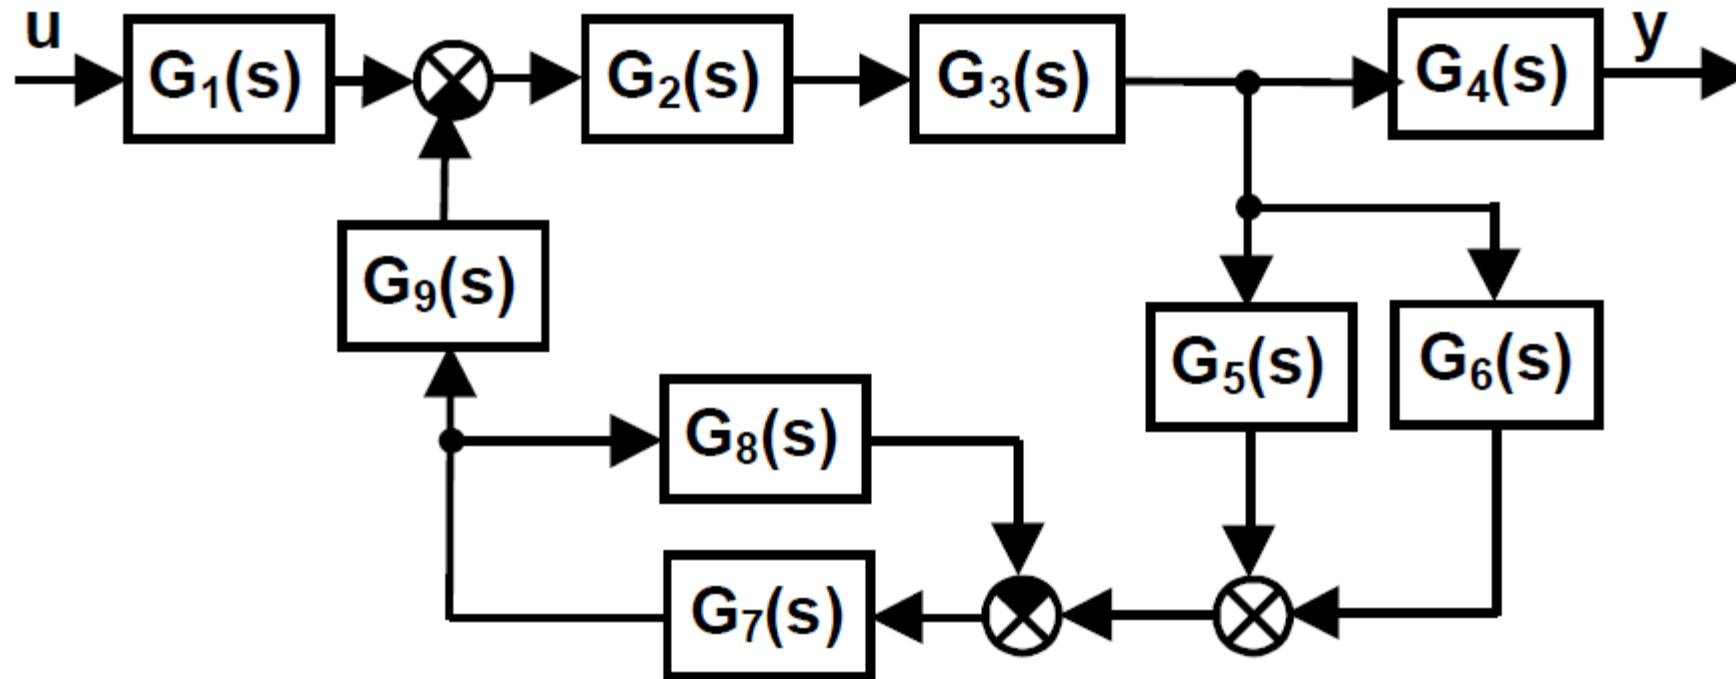 u
G₁(s)
G₂(s)
G₃(s)
G₄(s)
y
G₉(s)
G₅(s)
G₆(s)
G₈(s)
G₇(s)